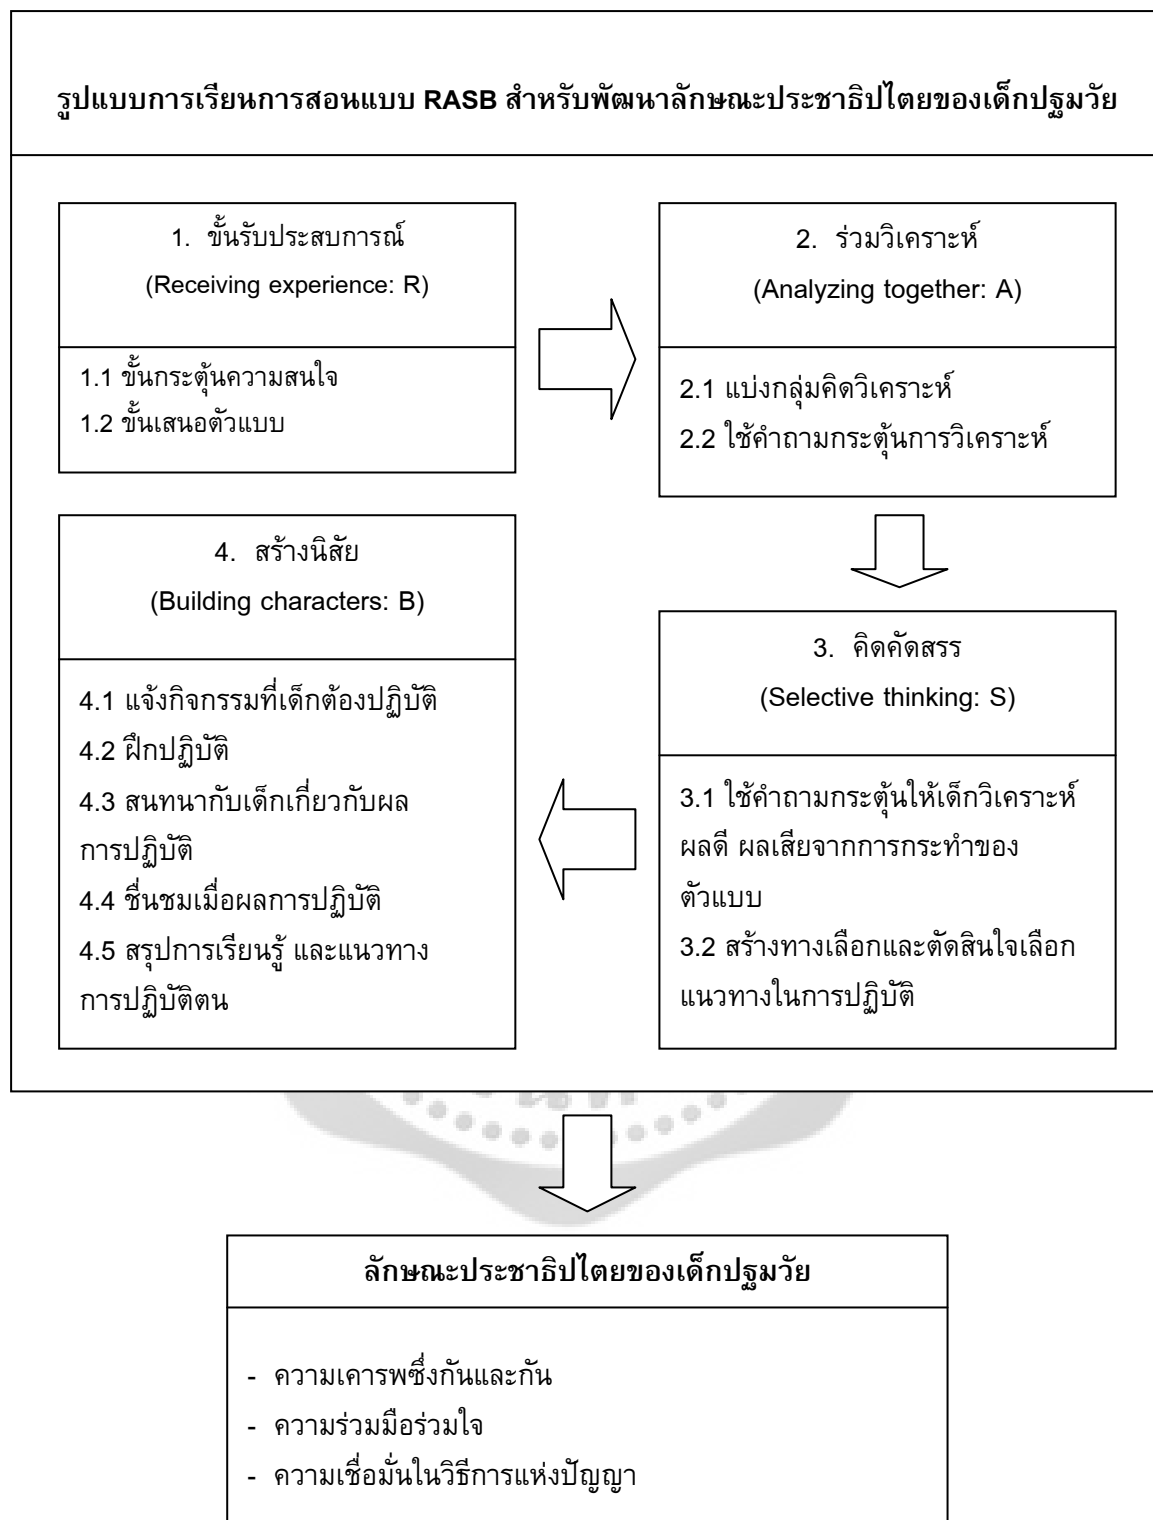 รูปแบบการเรียนการสอนแบบ RASB สำหรับพัฒนาลักษณะประชาธิปไตยของเด็กปฐมวัย
1. ขั้นรับประสบการณ์
(Receiving experience: R)
1.1 ขั้นกระตุ้นความสนใจ
1.2 ขั้นเสนอตัวแบบ
2. ร่วมวิเคราะห์
(Analyzing together: A)
2.1 แบ่งกลุ่มคิดวิเคราะห์
2.2 ใช้คำถามกระตุ้นการวิเคราะห์
3. คิดคัดสรร
(Selective thinking: S)
3.1 ใช้คำถามกระตุ้นให้เด็กวิเคราะห์
ผลดี ผลเสียจากการกระทำของ
ตัวแบบ
3.2 สร้างทางเลือกและตัดสินใจเลือก
แนวทางในการปฏิบัติ
4. สร้างนิสัย
(Building characters: B)
4.1 แจ้งกิจกรรมที่เด็กต้องปฏิบัติ
4.2 ฝึกปฏิบัติ
4.3 สนทนากับเด็กเกี่ยวกับผล
การปฏิบัติ
4.4 ชื่นชมเมื่อผลการปฏิบัติ
4.5 สรุปการเรียนรู้ และแนวทาง
การปฏิบัติตน
ลักษณะประชาธิปไตยของเด็กปฐมวัย
- ความเคารพซึ่งกันและกัน
- ความร่วมมือร่วมใจ
- ความเชื่อมั่นในวิธีการแห่งปัญญา